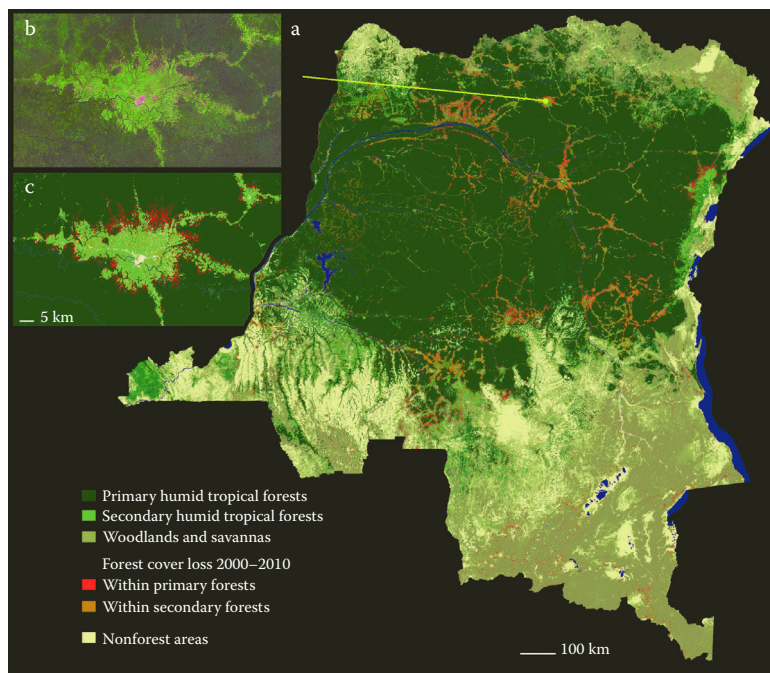 b
a
c
5 km
Primary humid tropical forests
Secondary humid tropical forests
Woodlands and savannas
Forest cover loss 2000–2010
Within primary forests
Within secondary forests
Nonforest areas
100 km